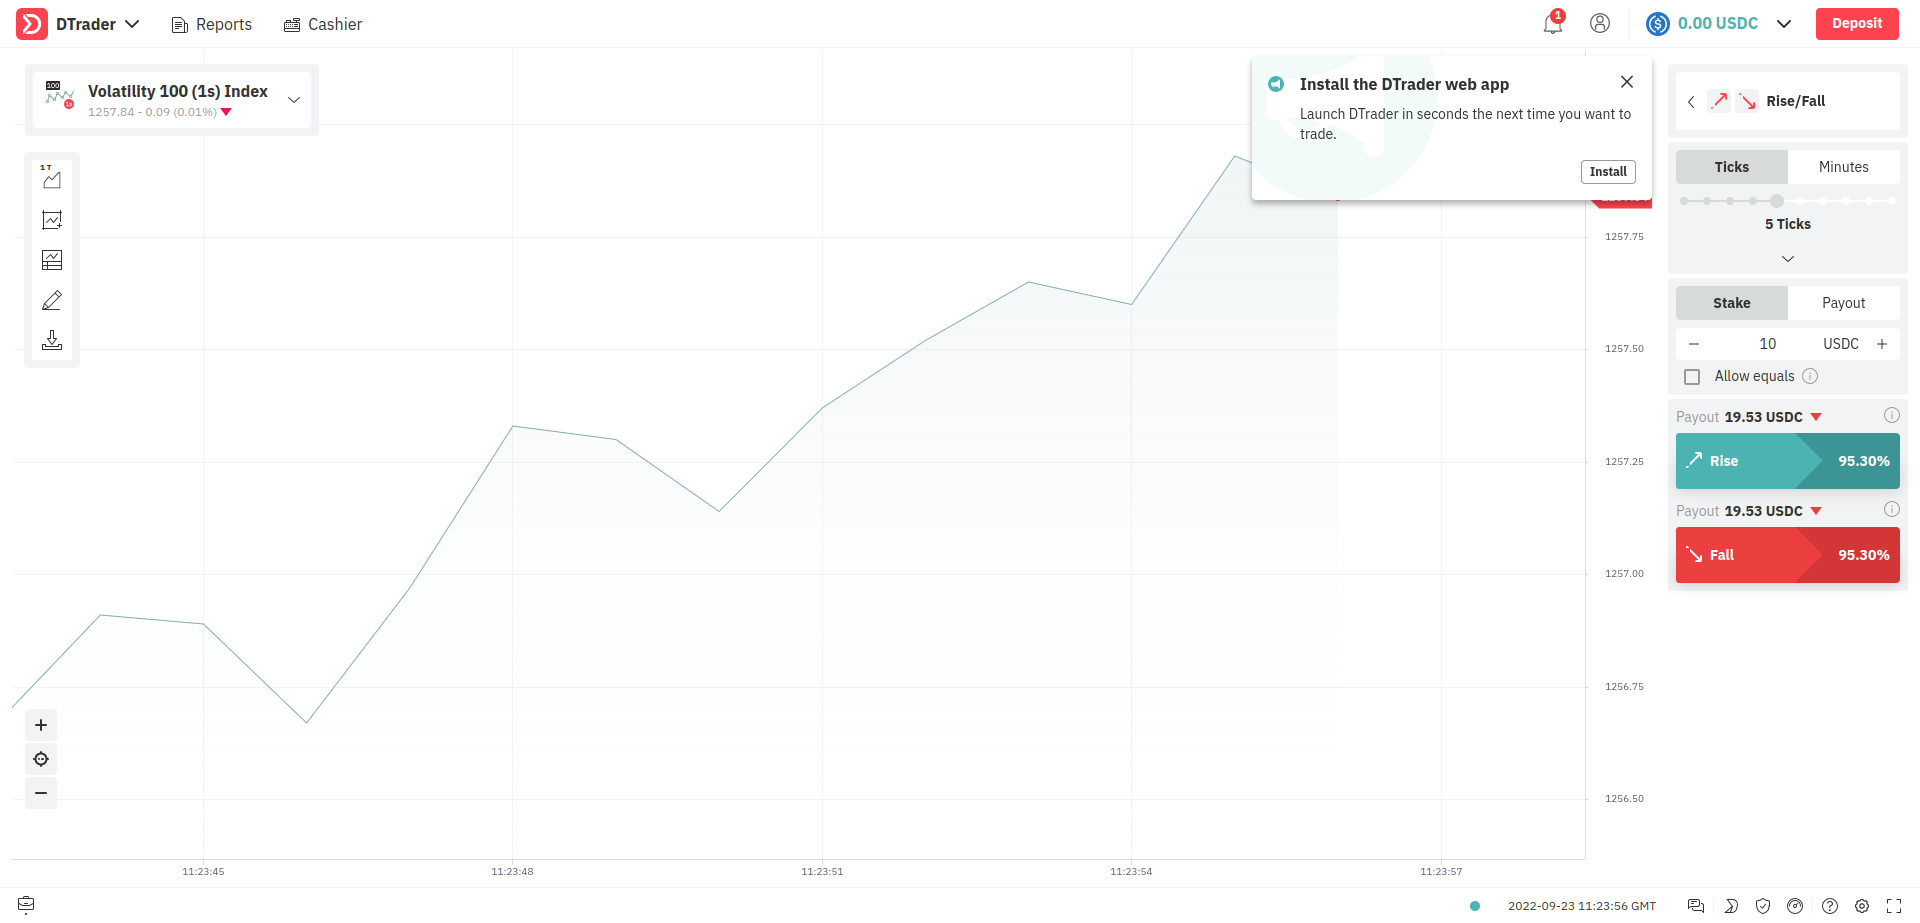 DTrader
Reports
Cashier
1
0.00 USDC
Deposit
100
1s
Volatility 100 (1s) Index
1257.84 - 0.09 (0.01%)
Install the DTrader web app
Launch DTrader in seconds the next time you want to
trade.
Install
Rise/Fall
1T
Ticks
Minutes
5 Ticks
Stake
Payout
10
USDC
Allow equals
Payout 19.53 USDC
Rise
95.30%
Payout 19.53 USDC
Fall
95.30%
1257.75
1257.50
1257.25
1257.00
1256.75
1256.50
11:23:45
11:23:48
11:23:51
11:23:54
11:23:57
2022-09-23 11:23:56 GMT